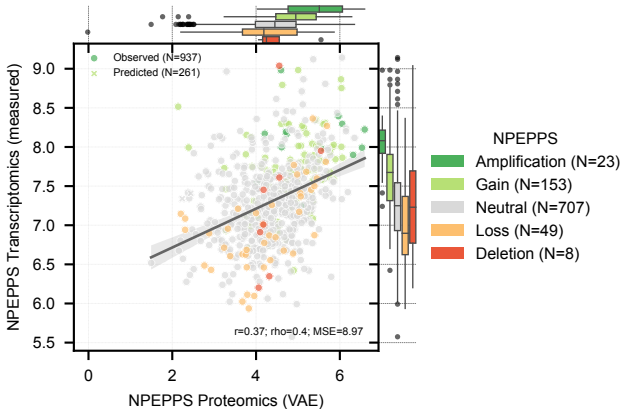 Observed (N=937)
Predicted (N=261)
NPEPPS Transcriptomics (measured)
9.0
8.5
8.0
7.5
7.0
6.5
6.0
5.5
r=0.37; rho=0.4; MSE=8.97
0
2
4
6
NPEPPS Proteomics (VAE)
NPEPPS
Amplification (N=23)
Gain (N=153)
Neutral (N=707)
Loss (N=49)
Deletion (N=8)